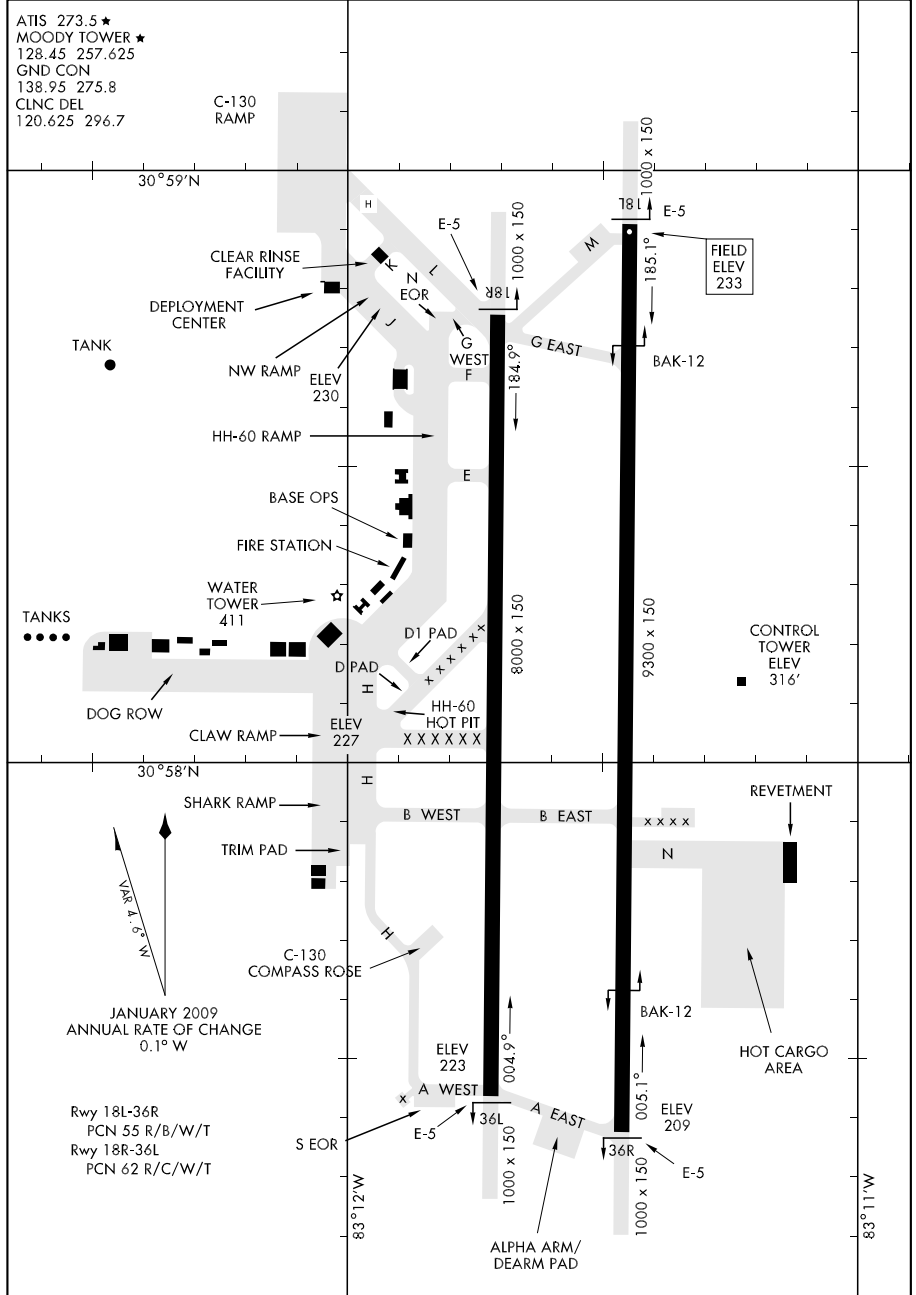 ATIS 273.5 ★
MOODY TOWER ★
128.45 257.625
GND CON
138.95 275.8
CLNC DEL
120.625 296.7
C-130
RAMP
30°59'N
H
1000 x 150
1000 x 150
18L
E-5
E-5
M
FIELD
ELEV
233
185.1°
CLEAR RINSE
FACILITY
K
L
N
EOR
18R
DEPLOYMENT
CENTER
J
G
WEST
F
G EAST
BAK-12
TANK
NW RAMP
ELEV
230
184.9°
HH-60 RAMP
E
BASE OPS
FIRE STATION
WATER
TOWER
411
TANKS
D1 PAD
x x x x x x
8000 x 150
9300 x 150
CONTROL
TOWER
ELEV
316'
D PAD
H
DOG ROW
HH-60
HOT PIT
CLAW RAMP
ELEV
227
X X X X X X
30°58'N
H
SHARK RAMP
REVETMENT
B WEST
B EAST
x x x x
TRIM PAD
N
VAR 4.6° W
H
C-130
COMPASS ROSE
JANUARY 2009
ANNUAL RATE OF CHANGE
0.1° W
BAK-12
HOT CARGO
AREA
004.9°
005.1°
ELEV
223
x
A WEST
A EAST
ELEV
209
Rwy 18L-36R
PCN 55 R/B/W/T
Rwy 18R-36L
PCN 62 R/C/W/T
S EOR
E-5
36L
36R
E-5
1000 x 150
1000 x 150
83°12'W
83°11'W
ALPHA ARM/
DEARM PAD